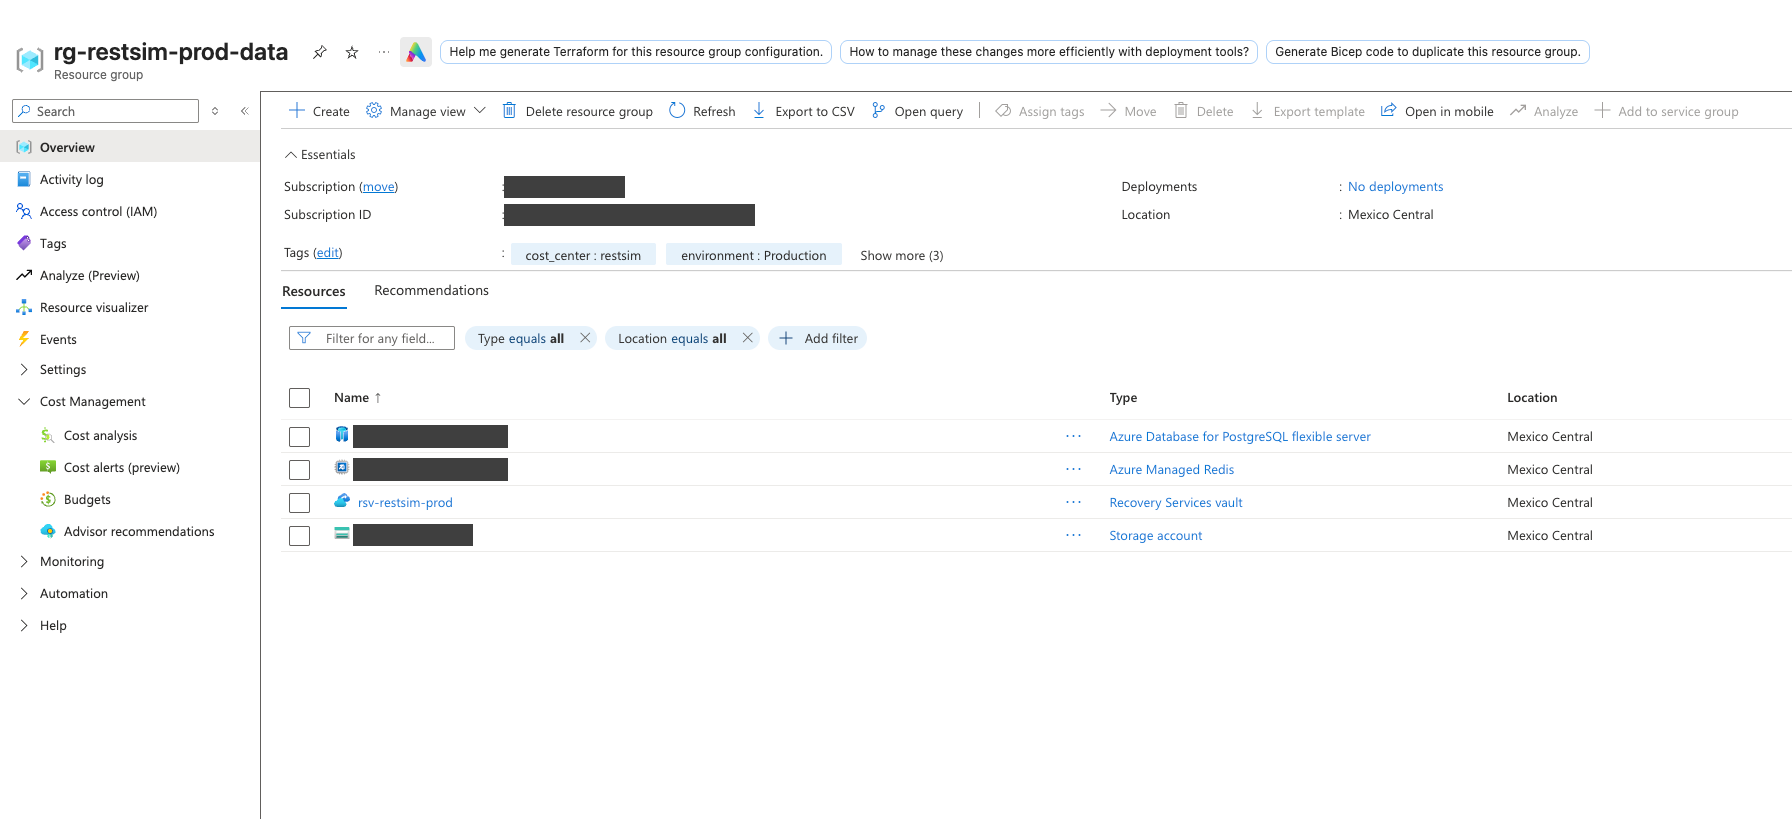 rg-restsim-prod-data
Resource group
Help me generate Terraform for this resource group configuration.
How to manage these changes more efficiently with deployment tools?
Generate Bicep code to duplicate this resource group.
Search
Overview
Activity log
Access control (IAM)
Tags
Analyze (Preview)
Resource visualizer
Events
Settings
Cost Management
Cost analysis
Cost alerts (preview)
Budgets
Advisor recommendations
Monitoring
Automation
Help
Create Manage view Delete resource group Refresh Export to CSV Open query Assign tags Move Delete Export template Open in mobile Analyze Add to service group
Essentials
Subscription (move) :
Subscription ID :
Tags (edit) : cost_center : restsim environment : Production Show more (3)
Deployments : No deployments
Location : Mexico Central
Resources Recommendations
Filter for any field... Type equals all Location equals all Add filter
Name ↑ Type Location
Azure Database for PostgreSQL flexible server Mexico Central
Azure Managed Redis Mexico Central
rsv-restsim-prod Recovery Services vault Mexico Central
Storage account Mexico Central